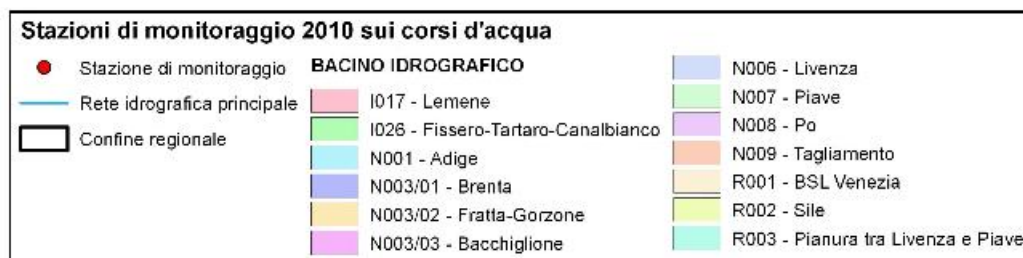 Stazioni di monitoraggio 2010 sui corsi d'acqua
Stazione di monitoraggio
Rete idrografica principale
Confine regionale
BACINO IDROGRAFICO
I017 - Lemene
I026 - Fissero-Tartaro-Canalbianco
N001 - Adige
N003/01 - Brenta
N003/02 - Fratta-Gorzone
N003/03 - Bacchiglione
N006 - Livenza
N007 - Piave
N008 - Po
N009 - Tagliamento
R001 - BSL Venezia
R002 - Sile
R003 - Pianura tra Livenza e Piave